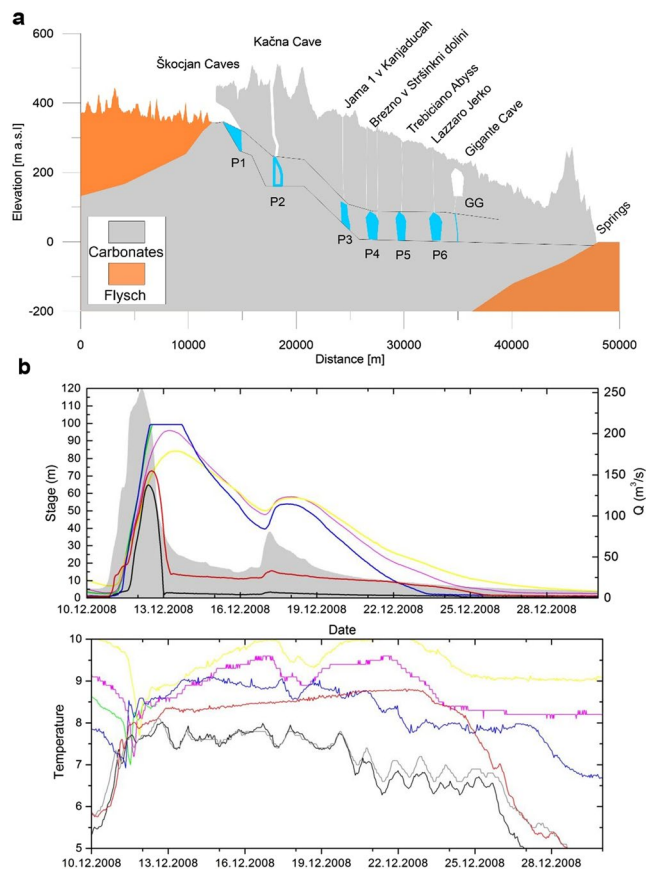 a
600
400
200
0
-200
Elevation [m a.s.l.]
Škocjan Caves
Kačna Cave
Jama 1 v Kanjaducah
Brezno v Stršinkni dolini
Trebiciano Abyss
Lazzaro Jerko
Gigante Cave
Springs
P1
P2
P3
P4
P5
P6
GG
Carbonates
Flysch
0
10000
20000
30000
40000
50000
Distance [m]
b
120
110
100
90
80
70
60
50
40
30
20
10
0
Stage (m)
250
200
150
100
50
0
Q (m³/s)
10.12.2008
13.12.2008
16.12.2008
19.12.2008
22.12.2008
25.12.2008
28.12.2008
Date
10
9
8
7
6
5
Temperature
10.12.2008
13.12.2008
16.12.2008
19.12.2008
22.12.2008
25.12.2008
28.12.2008